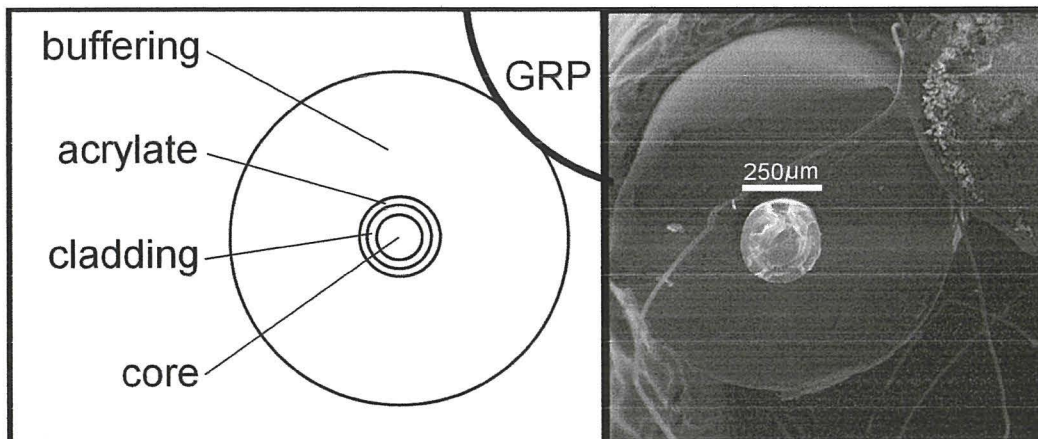 buffering
GRP
acrylate
250µm
cladding
core